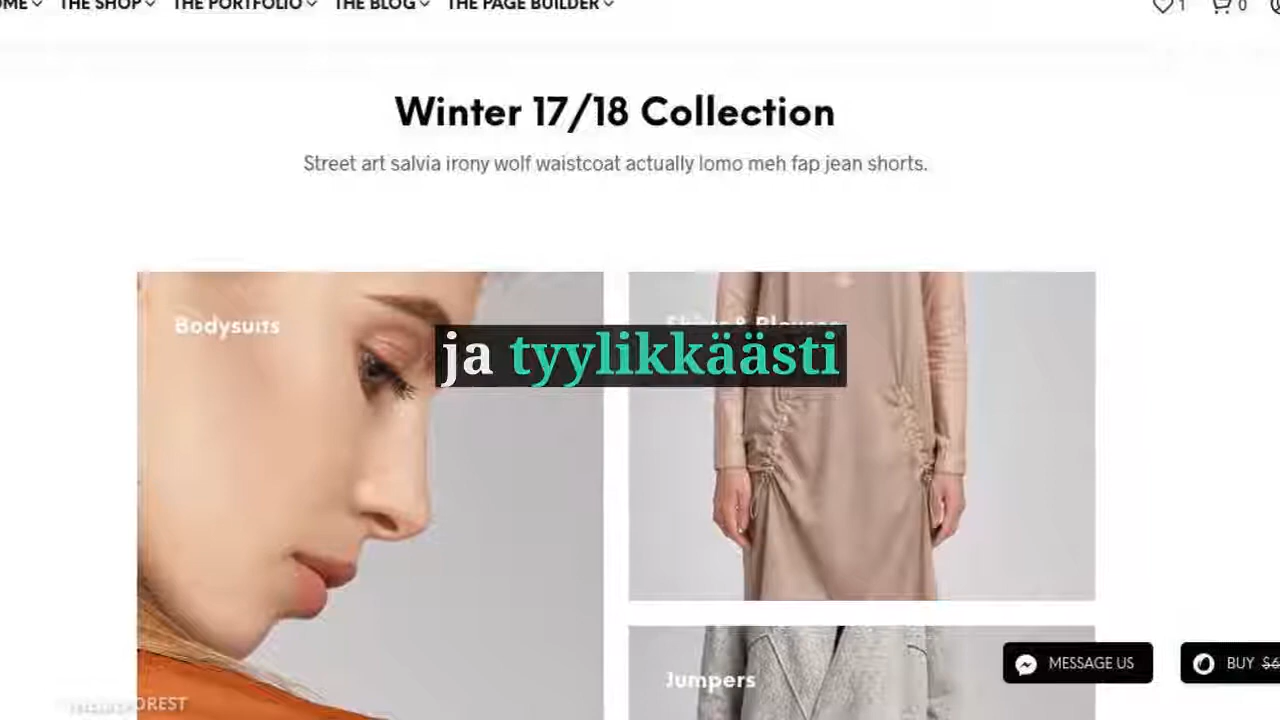 THE SHOP THE PORTFOLIO THE BLOG THE PAGE BUILDER 1 0
Winter 17/18 Collection
Street art salvia irony wolf waistcoat actually lomo meh fap jean shorts.
Bodysuits
ja tyylikkäästi
Jumpers
MESSAGE US
BUY